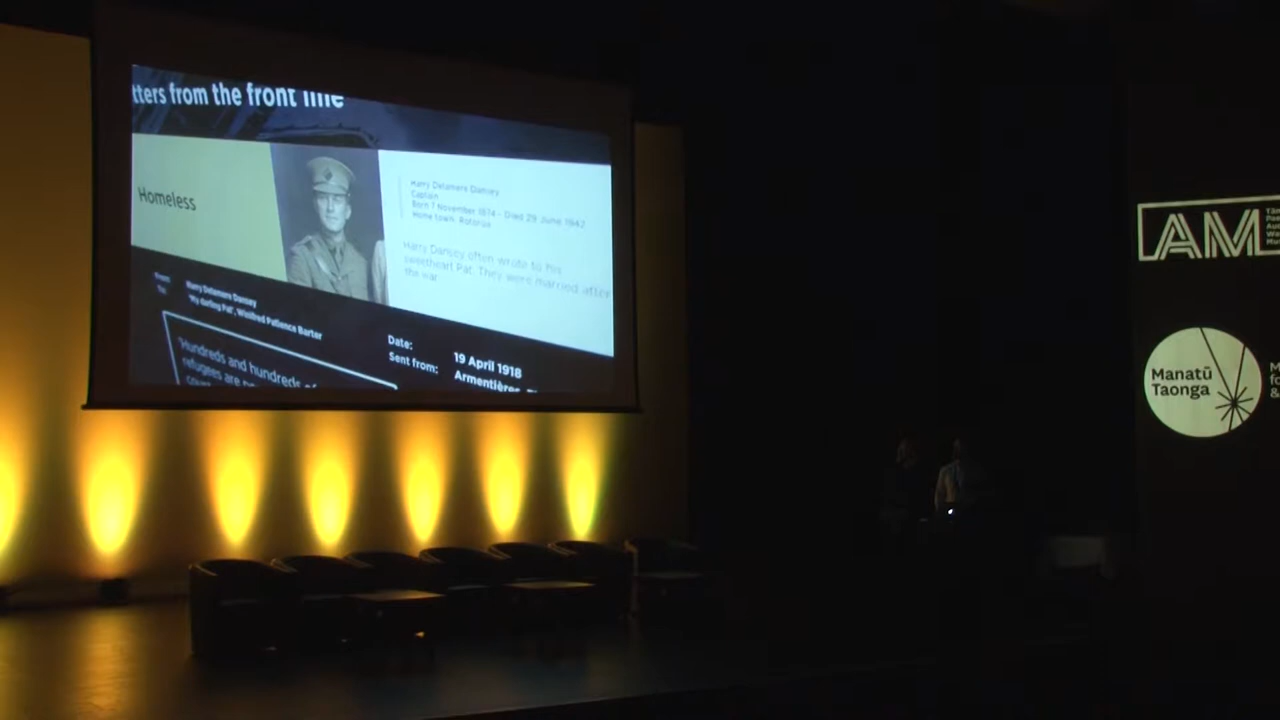 tters from the front line
Homeless
Harry Delamere Dansey
Captain
Born 1 November 1874 - Died 29 June 1942
Home town: Rotorua
Harry Dansey often wrote to his
sweetheart Pat. They were married after
the war.
From:
Harry Delamere Dansey
To:
'My darling Pat', Winifred Patience Barter
Date:
19 April 1918
Sent from:
Armentières,
'Hundreds and hundreds of
refugees are
AM
Manatū
Taonga